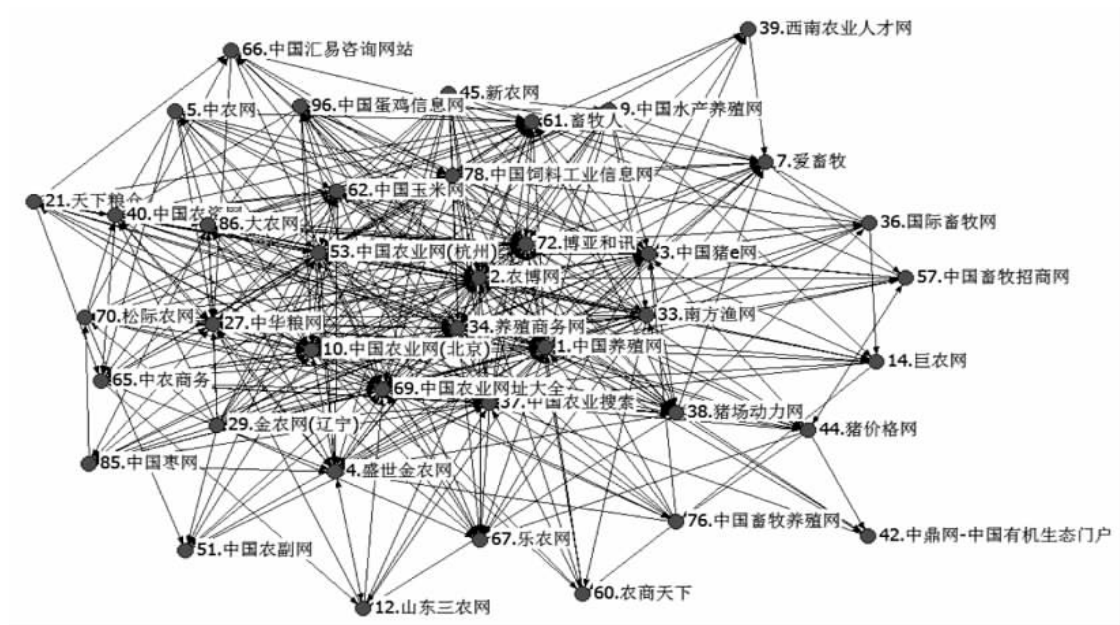 39.西南农业人才网
66.中国汇易咨询网站
45.新农网
96.中国蛋鸡信息网
9.中国水产养殖网
5.中农网
61.畜牧人
7.爱畜牧
78.中国饲料工业信息网
62.中国玉米网
21.天下粮仓
40.中国农资网
86.大农网
36.国际畜牧网
72.博亚和讯
53.中国农业网(杭州)
3.中国猪e网
2.农博网
57.中国畜牧招商网
70.松际农网
33.南方渔网
27.中华粮网
34.养殖商务网
1.中国养殖网
10.中国农业网(北京)
14.巨农网
65.中农商务
69.中国农业网址大全
37.中国农业搜索
38.猪场动力网
29.金农网(辽宁)
44.猪价格网
85.中国枣网
4.盛世金农网
76.中国畜牧养殖网
42.中鼎网-中国有机生态门户
67.乐农网
51.中国农副网
60.农商天下
12.山东三农网